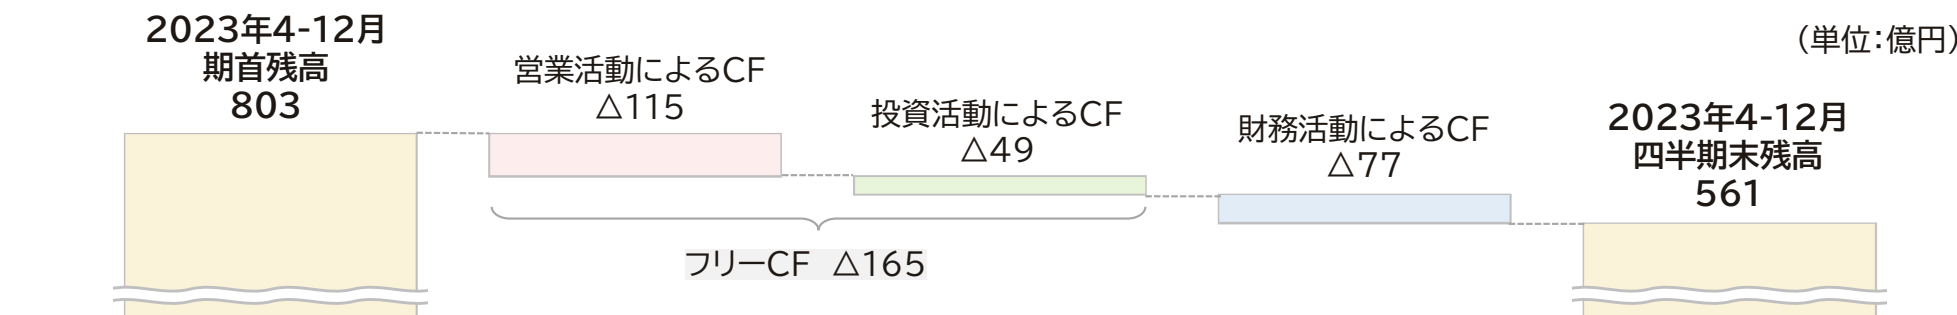 2023年4-12月
期首残高
803
営業活動によるCF
△115
投資活動によるCF
△49
フリーCF　△165
財務活動によるCF
△77
（単位：億円）
2023年4-12月
四半期末残高
561